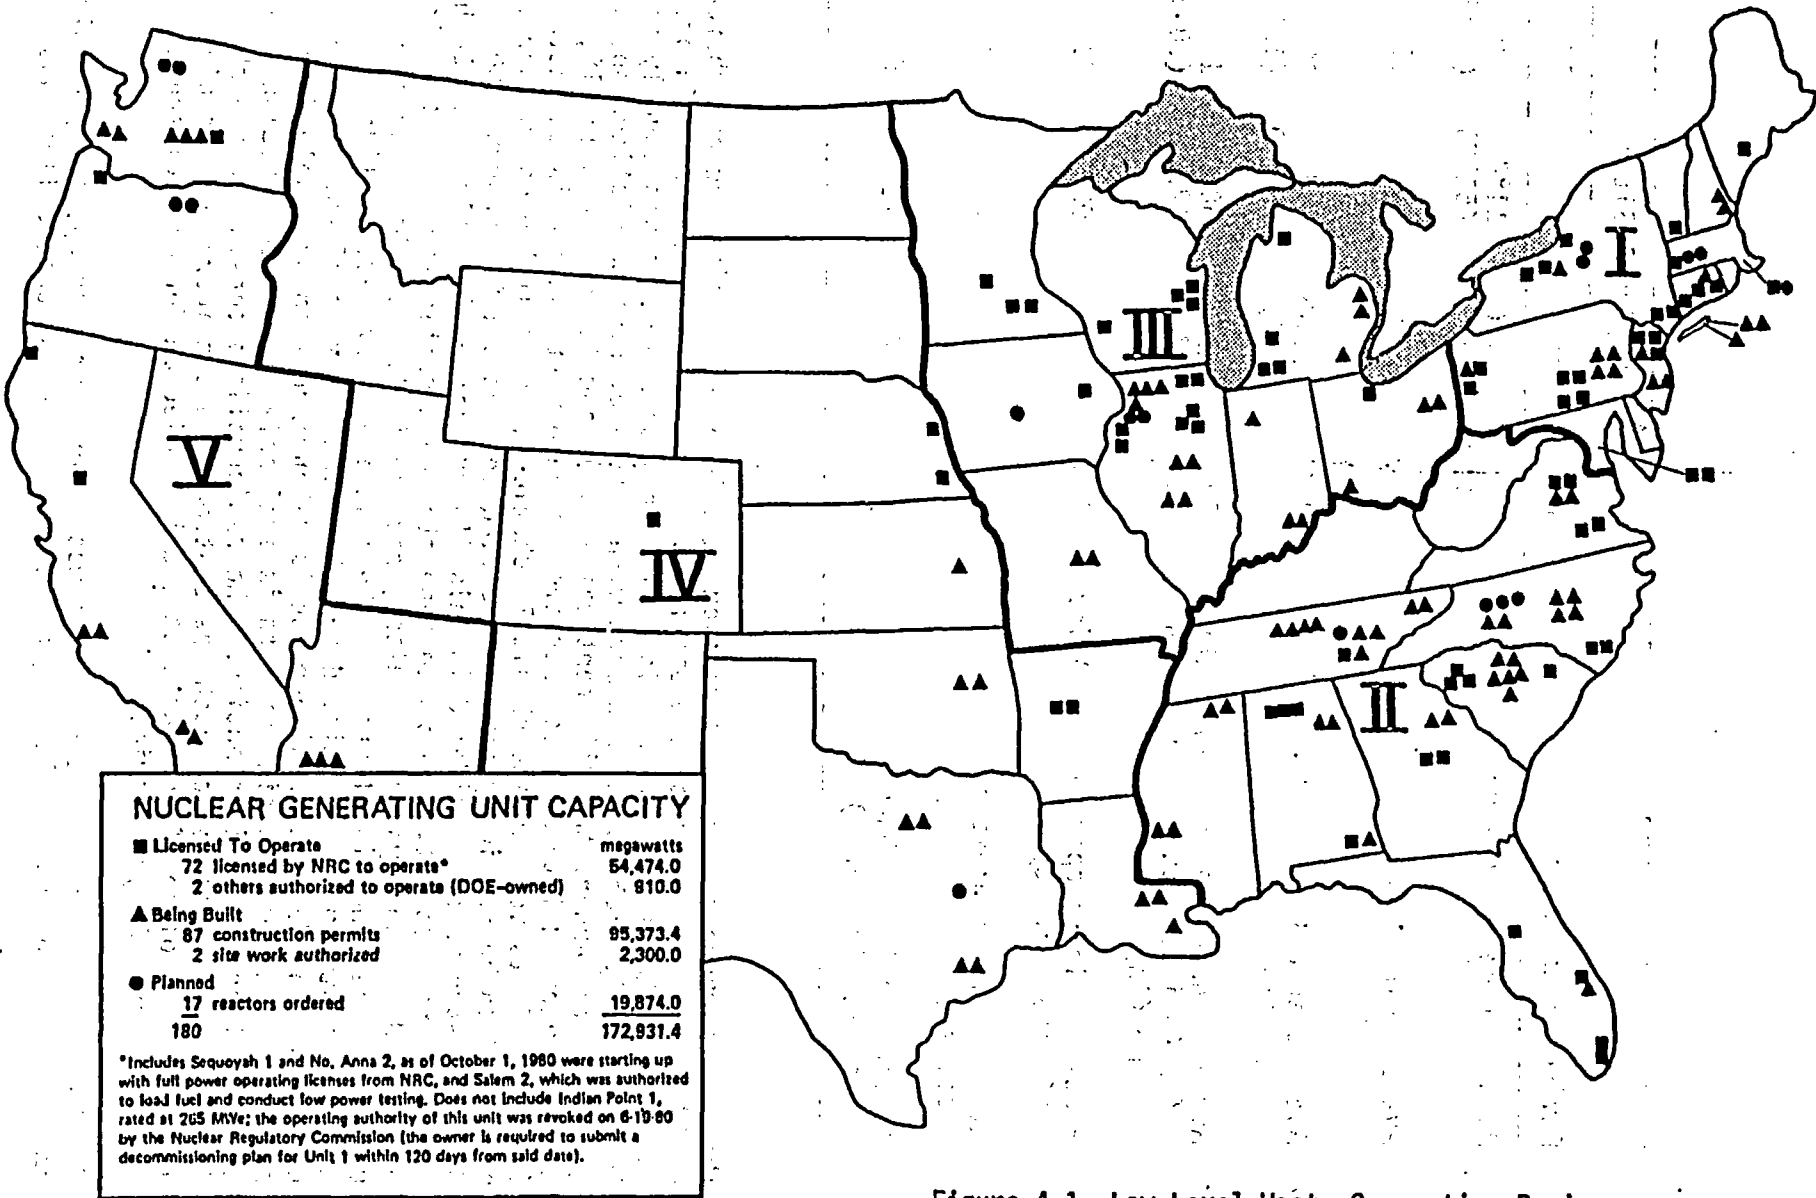 I
III
V
IV
II
NUCLEAR GENERATING UNIT CAPACITY
■ Licensed To Operate megawatts
72 licensed by NRC to operate* 54,474.0
2 others authorized to operate (DOE-owned) 910.0
▲ Being Built
87 construction permits 95,373.4
2 site work authorized 2,300.0
● Planned
17 reactors ordered 19,874.0
180 172,931.4
*Includes Sequoyah 1 and No. Anna 2, as of October 1, 1980 were starting up
with full power operating licenses from NRC, and Salem 2, which was authorized
to load fuel and conduct low power testing. Does not include Indian Point 1,
rated at 265 MWe; the operating authority of this unit was revoked on 6-19-80
by the Nuclear Regulatory Commission (the owner is required to submit a
decommissioning plan for Unit 1 within 120 days from said date).
Figure 4.1